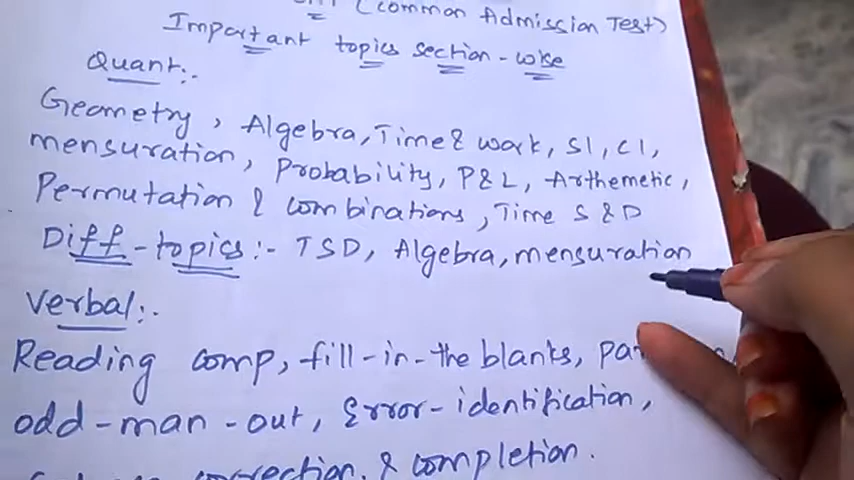 (Common Admission Test)
Important topics section-wise
Quant:-
Geometry, Algebra, Time & work, SI, CI,
mensuration, Probability, P&L, Arthemetic,
Permutation & combinations, Time S & D
Diff-topics:- TSD, Algebra, mensuration
Verbal:-
Reading comp, fill-in-the blanks,
odd-man-out, Error-identification,
correction & completion.